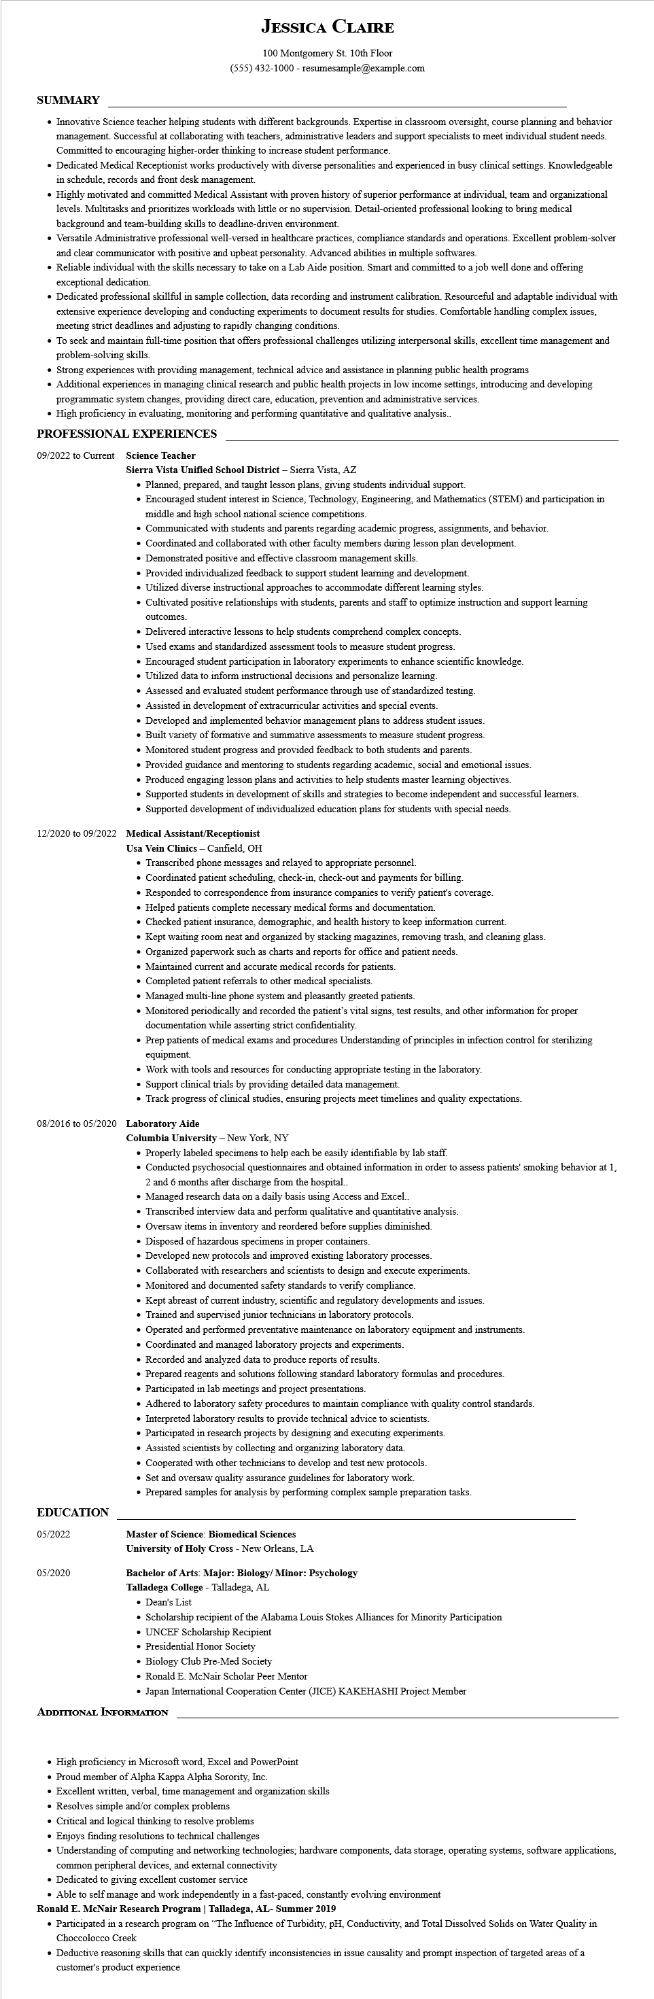 JESSICA CLAIRE
100 Montgomery St. 10th Floor
(555) 432-1000 - resumesample@example.com
SUMMARY
• Innovative Science teacher helping students with different backgrounds. Expertise in classroom oversight, course planning and behavior
management. Successful at collaborating with teachers, administrative leaders and support specialists to meet individual student needs.
Committed to encouraging higher-order thinking to increase student performance.
• Dedicated Medical Receptionist works productively with diverse personalities and experienced in busy clinical settings. Knowledgeable
in schedule, records and front desk management.
• Highly motivated and committed Medical Assistant with proven history of superior performance at individual, team and organizational
levels. Multitasks and prioritizes workloads with little or no supervision. Detail-oriented professional looking to bring medical
background and team-building skills to deadline-driven environment.
• Versatile Administrative professional well-versed in healthcare practices, compliance standards and operations. Excellent problem-solver
and clear communicator with positive and upbeat personality. Advanced abilities in multiple softwares.
• Reliable individual with the skills necessary to take on a Lab Aide position. Smart and committed to a job well done and offering
exceptional dedication.
• Dedicated professional skillful in sample collection, data recording and instrument calibration. Resourceful and adaptable individual with
extensive experience developing and conducting experiments to document results for studies. Comfortable handling complex issues,
meeting strict deadlines and adjusting to rapidly changing conditions.
• To seek and maintain full-time position that offers professional challenges utilizing interpersonal skills, excellent time management and
problem-solving skills.
• Strong experiences with providing management, technical advice and assistance in planning public health programs
• Additional experiences in managing clinical research and public health projects in low income settings, introducing and developing
programmatic system changes, providing direct care, education, prevention and administrative services.
• High proficiency in evaluating, monitoring and performing quantitative and qualitative analysis..
PROFESSIONAL EXPERIENCES
09/2022 to Current Science Teacher
Sierra Vista Unified School District – Sierra Vista, AZ
• Planned, prepared, and taught lesson plans, giving students individual support.
• Encouraged student interest in Science, Technology, Engineering, and Mathematics (STEM) and participation in
middle and high school national science competitions.
• Communicated with students and parents regarding academic progress, assignments, and behavior.
• Coordinated and collaborated with other faculty members during lesson plan development.
• Demonstrated positive and effective classroom management skills.
• Provided individualized feedback to support student learning and development.
• Utilized diverse instructional approaches to accommodate different learning styles.
• Cultivated positive relationships with students, parents and staff to optimize instruction and support learning
outcomes.
• Delivered interactive lessons to help students comprehend complex concepts.
• Used exams and standardized assessment tools to measure student progress.
• Encouraged student participation in laboratory experiments to enhance scientific knowledge.
• Utilized data to inform instructional decisions and personalize learning.
• Assessed and evaluated student performance through use of standardized testing.
• Assisted in development of extracurricular activities and special events.
• Developed and implemented behavior management plans to address student issues.
• Built variety of formative and summative assessments to measure student progress.
• Monitored student progress and provided feedback to both students and parents.
• Provided guidance and mentoring to students regarding academic, social and emotional issues.
• Produced engaging lesson plans and activities to help students master learning objectives.
• Supported students in development of skills and strategies to become independent and successful learners.
• Supported development of individualized education plans for students with special needs.
12/2020 to 09/2022 Medical Assistant/Receptionist
Usa Vein Clinics – Canfield, OH
• Transcribed phone messages and relayed to appropriate personnel.
• Coordinated patient scheduling, check-in, check-out and payments for billing.
• Responded to correspondence from insurance companies to verify patient's coverage.
• Helped patients complete necessary medical forms and documentation.
• Checked patient insurance, demographic, and health history to keep information current.
• Kept waiting room neat and organized by stacking magazines, removing trash, and cleaning glass.
• Organized paperwork such as charts and reports for office and patient needs.
• Maintained current and accurate medical records for patients.
• Completed patient referrals to other medical specialists.
• Managed multi-line phone system and pleasantly greeted patients.
• Monitored periodically and recorded the patient’s vital signs, test results, and other information for proper
documentation while asserting strict confidentiality.
• Prep patients of medical exams and procedures Understanding of principles in infection control for sterilizing
equipment.
• Work with tools and resources for conducting appropriate testing in the laboratory.
• Support clinical trials by providing detailed data management.
• Track progress of clinical studies, ensuring projects meet timelines and quality expectations.
08/2016 to 05/2020 Laboratory Aide
Columbia University – New York, NY
• Properly labeled specimens to help each be easily identifiable by lab staff.
• Conducted psychosocial questionnaires and obtained information in order to assess patients' smoking behavior at 1,
2 and 6 months after discharge from the hospital..
• Managed research data on a daily basis using Access and Excel..
• Transcribed interview data and perform qualitative and quantitative analysis.
• Oversaw items in inventory and reordered before supplies diminished.
• Disposed of hazardous specimens in proper containers.
• Developed new protocols and improved existing laboratory processes.
• Collaborated with researchers and scientists to design and execute experiments.
• Monitored and documented safety standards to verify compliance.
• Kept abreast of current industry, scientific and regulatory developments and issues.
• Trained and supervised junior technicians in laboratory protocols.
• Operated and performed preventative maintenance on laboratory equipment and instruments.
• Coordinated and managed laboratory projects and experiments.
• Recorded and analyzed data to produce reports of results.
• Prepared reagents and solutions following standard laboratory formulas and procedures.
• Participated in lab meetings and project presentations.
• Adhered to laboratory safety procedures to maintain compliance with quality control standards.
• Interpreted laboratory results to provide technical advice to scientists.
• Participated in research projects by designing and executing experiments.
• Assisted scientists by collecting and organizing laboratory data.
• Cooperated with other technicians to develop and test new protocols.
• Set and oversaw quality assurance guidelines for laboratory work.
• Prepared samples for analysis by performing complex sample preparation tasks.
EDUCATION
05/2022 Master of Science: Biomedical Sciences
University of Holy Cross - New Orleans, LA
05/2020 Bachelor of Arts: Major: Biology/ Minor: Psychology
Talladega College - Talladega, AL
• Dean's List
• Scholarship recipient of the Alabama Louis Stokes Alliances for Minority Participation
• UNCEF Scholarship Recipient
• Presidential Honor Society
• Biology Club Pre-Med Society
• Ronald E. McNair Scholar Peer Mentor
• Japan International Cooperation Center (JICE) KAKEHASHI Project Member
ADDITIONAL INFORMATION
• High proficiency in Microsoft word, Excel and PowerPoint
• Proud member of Alpha Kappa Alpha Sorority, Inc.
• Excellent written, verbal, time management and organization skills
• Resolves simple and/or complex problems
• Critical and logical thinking to resolve problems
• Enjoys finding resolutions to technical challenges
• Understanding of computing and networking technologies; hardware components, data storage, operating systems, software applications,
common peripheral devices, and external connectivity
• Dedicated to giving excellent customer service
• Able to self manage and work independently in a fast-paced, constantly evolving environment
Ronald E. McNair Research Program | Talladega, AL- Summer 2019
• Participated in a research program on “The Influence of Turbidity, pH, Conductivity, and Total Dissolved Solids on Water Quality in
Choccolocco Creek
• Deductive reasoning skills that can quickly identify inconsistencies in issue causality and prompt inspection of targeted areas of a
customer's product experience